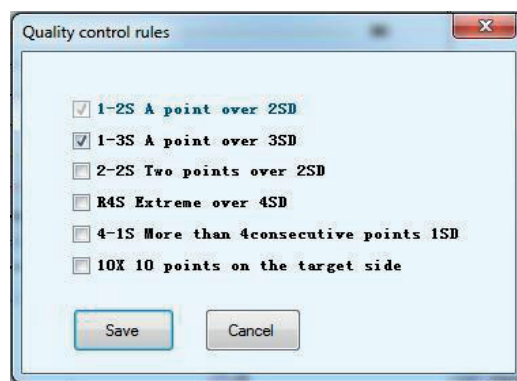 Quality control rules
1-2S A point over 2SD
1-3S A point over 3SD
2-2S Two points over 2SD
R4S Extreme over 4SD
4-1S More than 4consecutive points 1SD
10X 10 points on the target side
Save Cancel